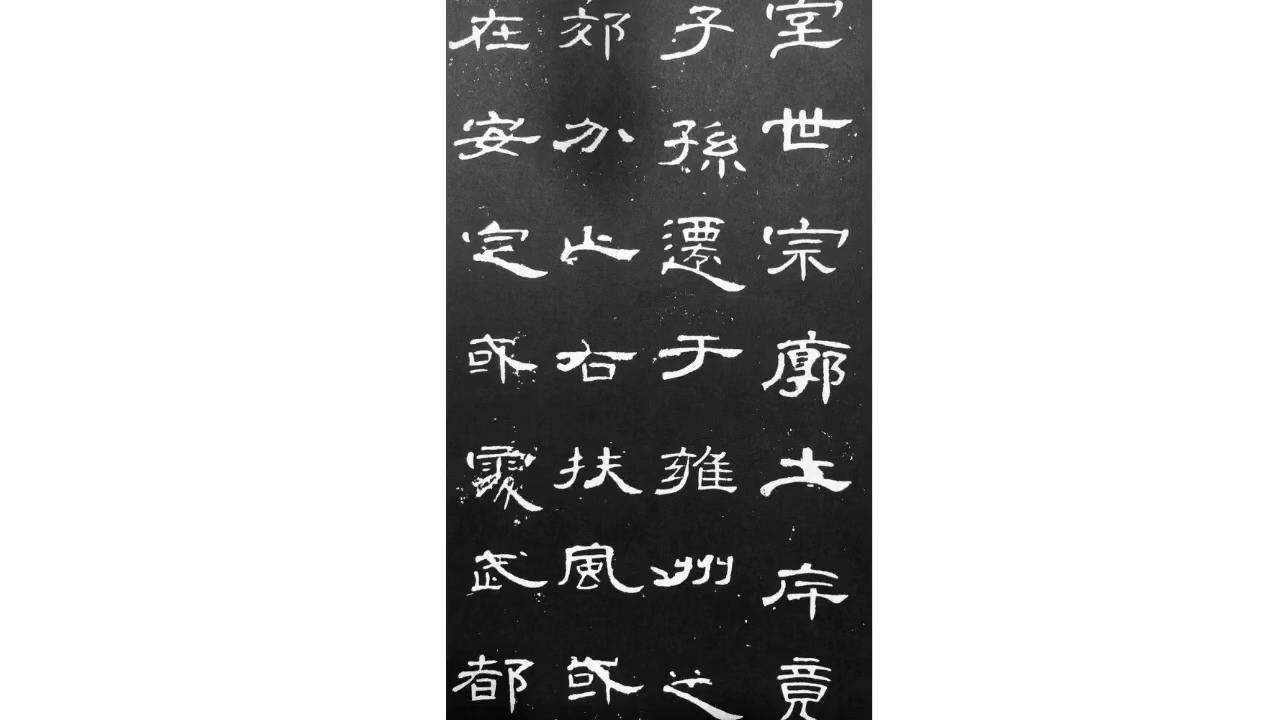 室世宗廓土斥竟
子孫遷于雍州之
郊分止右扶風或
在安定或處武都